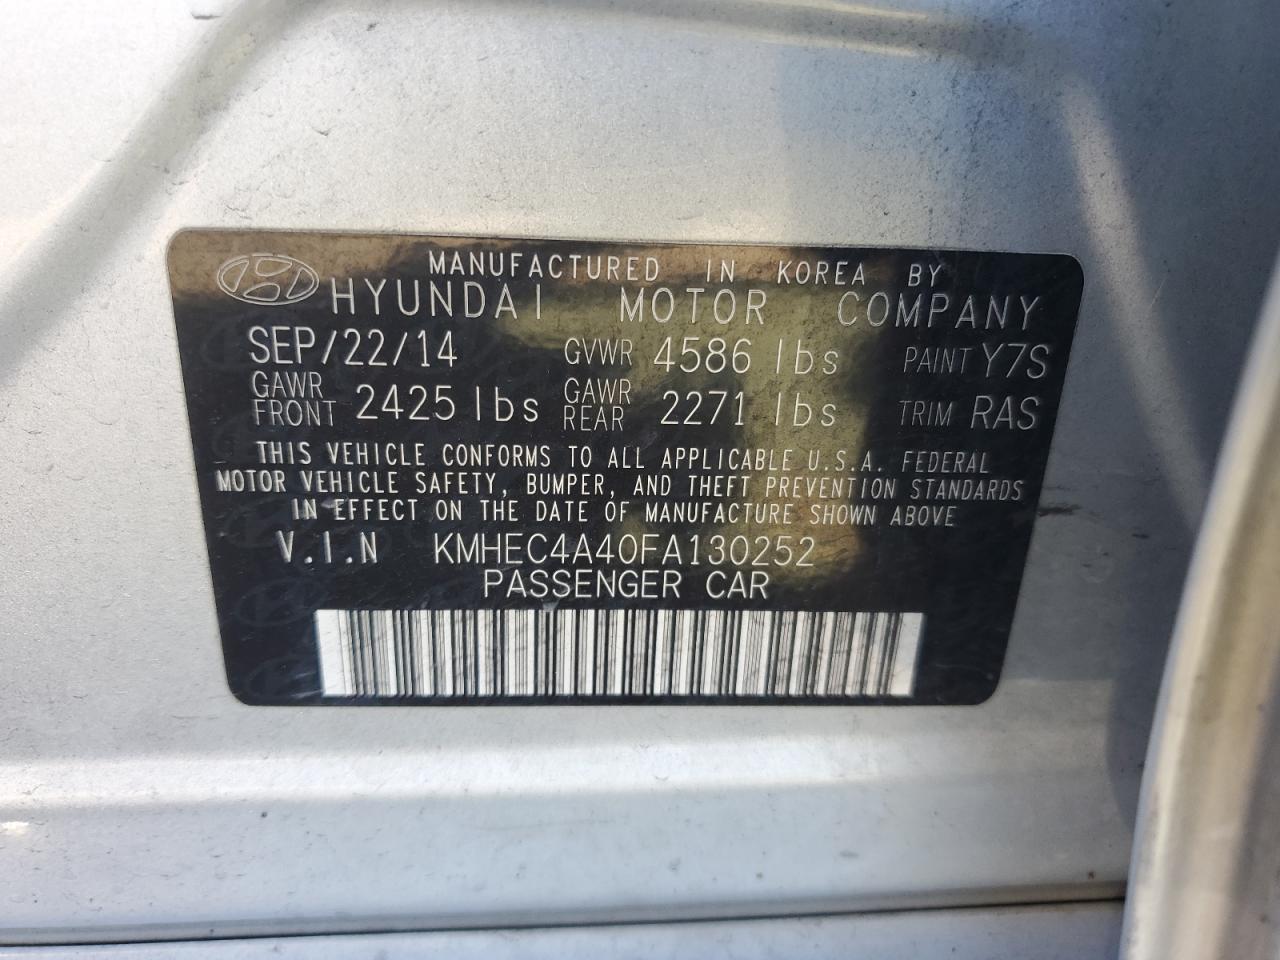 MANUFACTURED IN KOREA BY
HYUNDAI MOTOR COMPANY
SEP/22/14 GVWR 4586 lbs PAINT Y7S
GAWR FRONT 2425 lbs GAWR REAR 2271 lbs TRIM RAS
THIS VEHICLE CONFORMS TO ALL APPLICABLE U.S.A. FEDERAL
MOTOR VEHICLE SAFETY, BUMPER, AND THEFT PREVENTION STANDARDS
IN EFFECT ON THE DATE OF MANUFACTURE SHOWN ABOVE
V.I.N KMHEC4A40FA130252
PASSENGER CAR